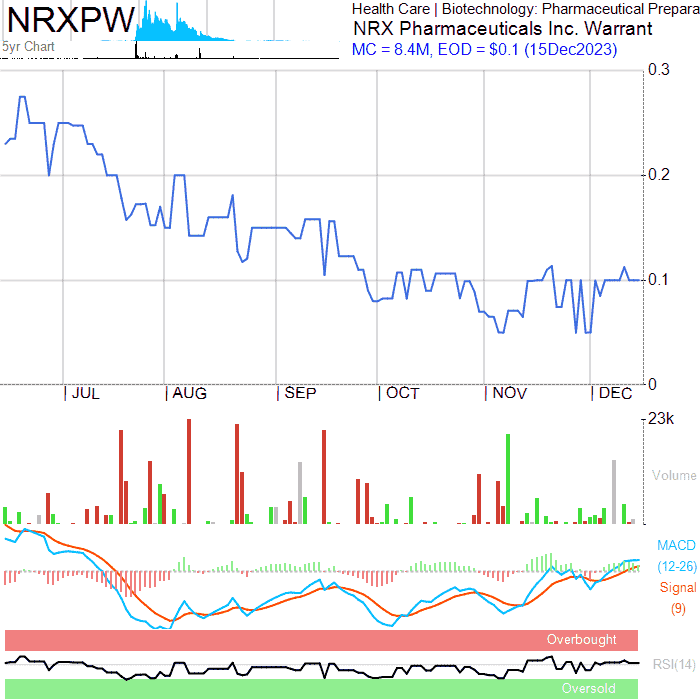 NRXPW
5yr Chart
Health Care | Biotechnology: Pharmaceutical Prepara
NRX Pharmaceuticals Inc. Warrant
MC = 8.4M, EOD = $0.1 (15Dec2023)
0.3
0.2
0.1
0
JUL AUG SEP OCT NOV DEC
23k
Volume
MACD
(12-26)
Signal
(9)
Overbought
RSI(14)
Oversold